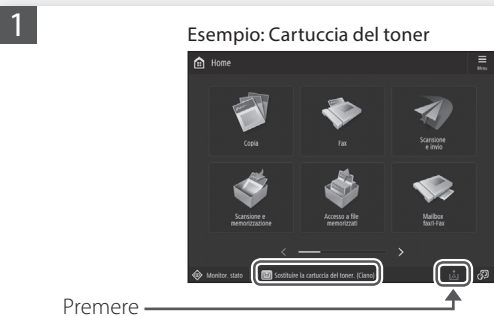 1
Esempio: Cartuccia del toner
Home
Menu
Copia
Fax
Scansione
e invio
Scansione e
memorizzazione
Accesso a file
memorizzati
Mailbox
fax/I-Fax
Monitor. stato
Sostituire la cartuccia del toner. (Ciano)
Premere